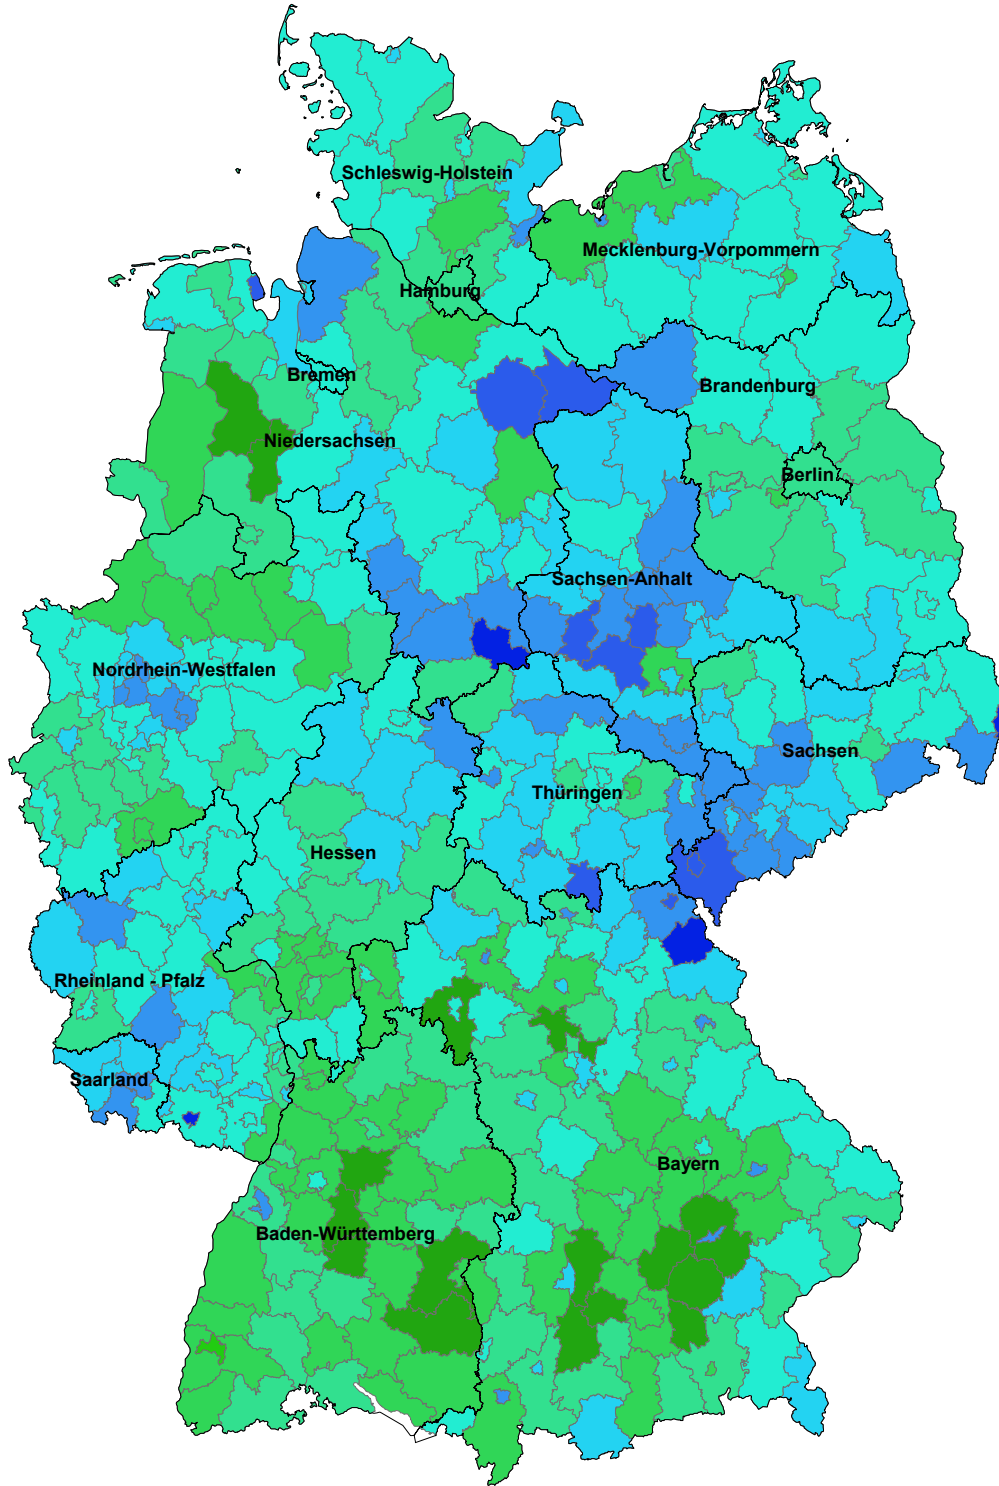 Schleswig-Holstein
Mecklenburg-Vorpommern
Hamburg
Bremen
Brandenburg
Niedersachsen
Berlin
Sachsen-Anhalt
Nordrhein-Westfalen
Sachsen
Thüringen
Hessen
Rheinland - Pfalz
Saarland
Bayern
Baden-Württemberg